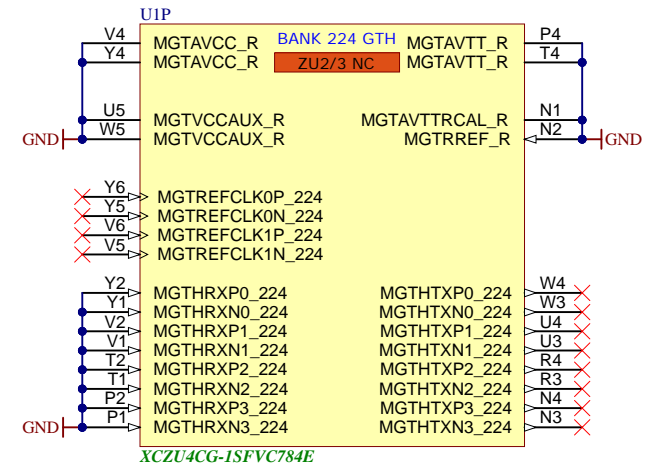 U1P
BANK 224 GTH
ZU2/3 NC
V4 MGTAVCC_R MGTAVTT_R P4
Y4 MGTAVCC_R MGTAVTT_R T4
U5 MGTVCCAUX_R MGTAVTTRCAL_R N1
GND W5 MGTVCCAUX_R MGTRREF_R N2 GND
Y6 MGTREFCLK0P_224
Y5 MGTREFCLK0N_224
V6 MGTREFCLK1P_224
V5 MGTREFCLK1N_224
Y2 MGTHRXP0_224 MGTHTXP0_224 W4
Y1 MGTHRXN0_224 MGTHTXN0_224 W3
V2 MGTHRXP1_224 MGTHTXP1_224 U4
V1 MGTHRXN1_224 MGTHTXN1_224 U3
T2 MGTHRXP2_224 MGTHTXP2_224 R4
T1 MGTHRXN2_224 MGTHTXN2_224 R3
P2 MGTHRXP3_224 MGTHTXP3_224 N4
GND P1 MGTHRXN3_224 MGTHTXN3_224 N3
XCZU4CG-1SFVC784E